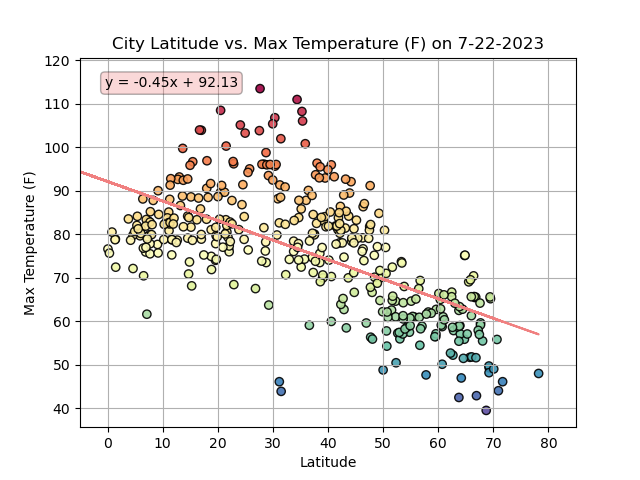 City Latitude vs. Max Temperature (F) on 7-22-2023
y = -0.45x + 92.13
Max Temperature (F)
120
110
100
90
80
70
60
50
40
0 10 20 30 40 50 60 70 80
Latitude